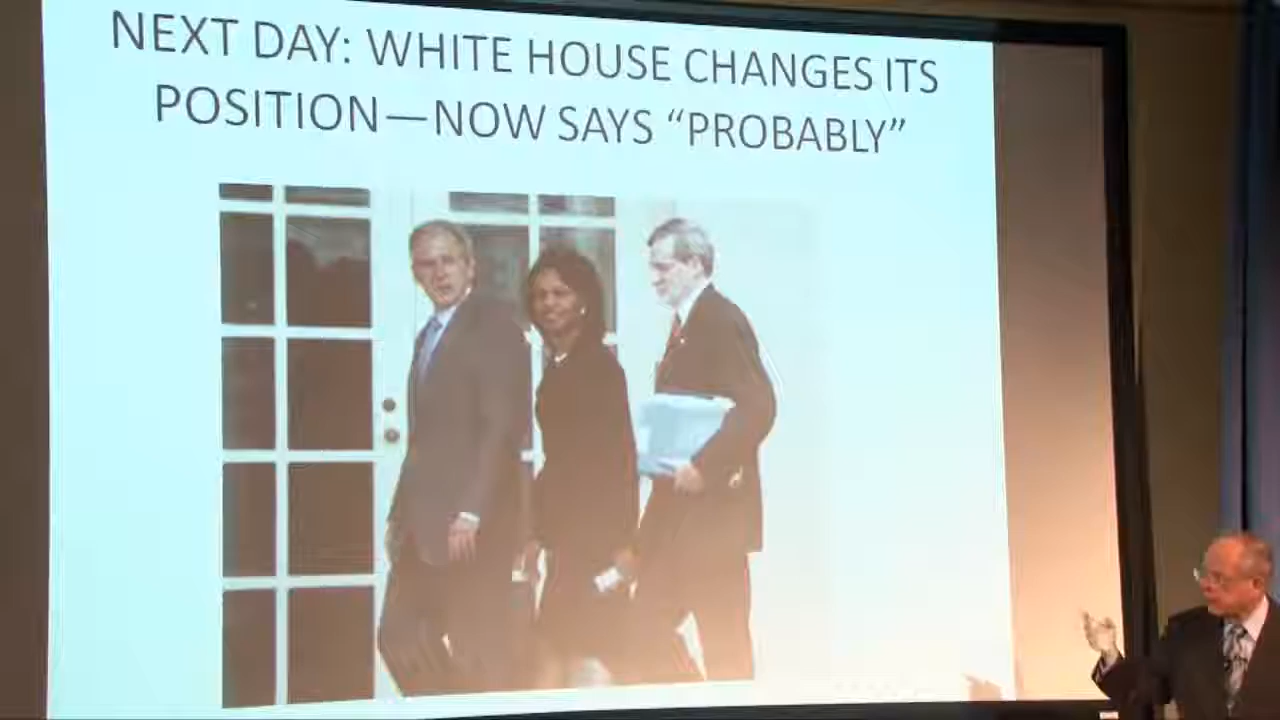 NEXT DAY: WHITE HOUSE CHANGES ITS
POSITION—NOW SAYS “PROBABLY”